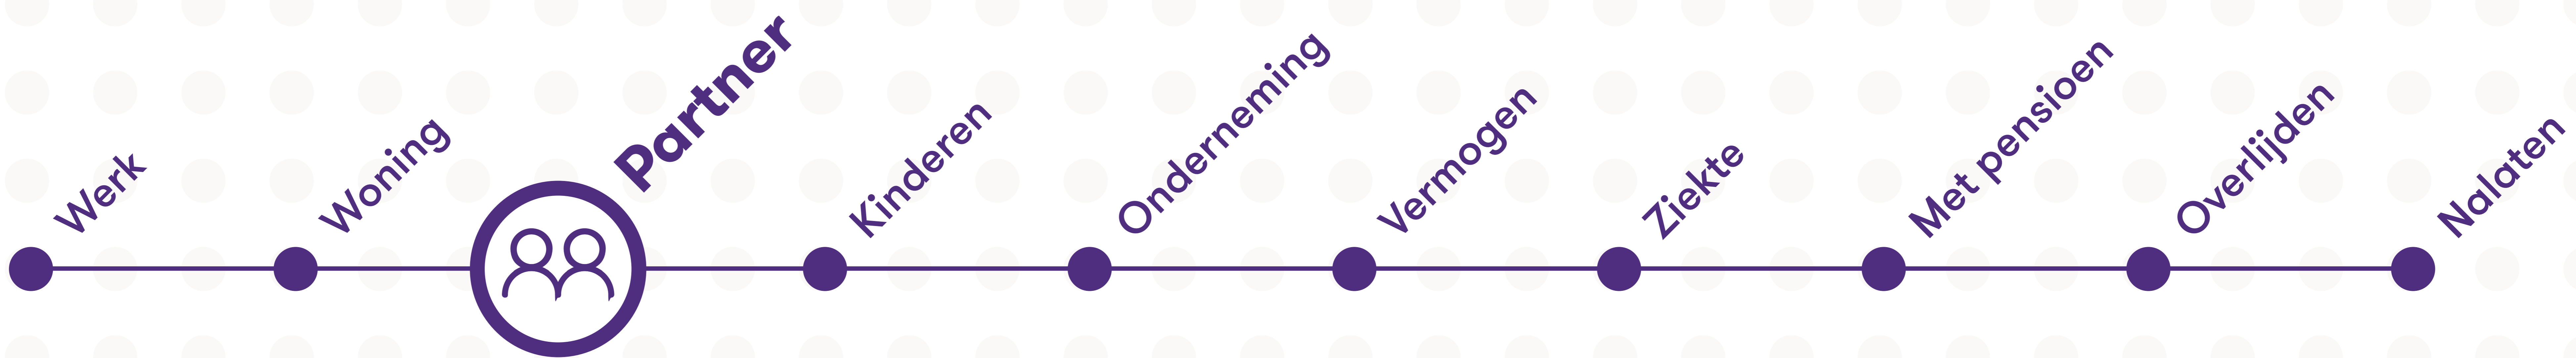 Werk
Woning
Partner
Kinderen
Onderneming
Vermogen
Ziekte
Met pensioen
Overlijden
Nalaten